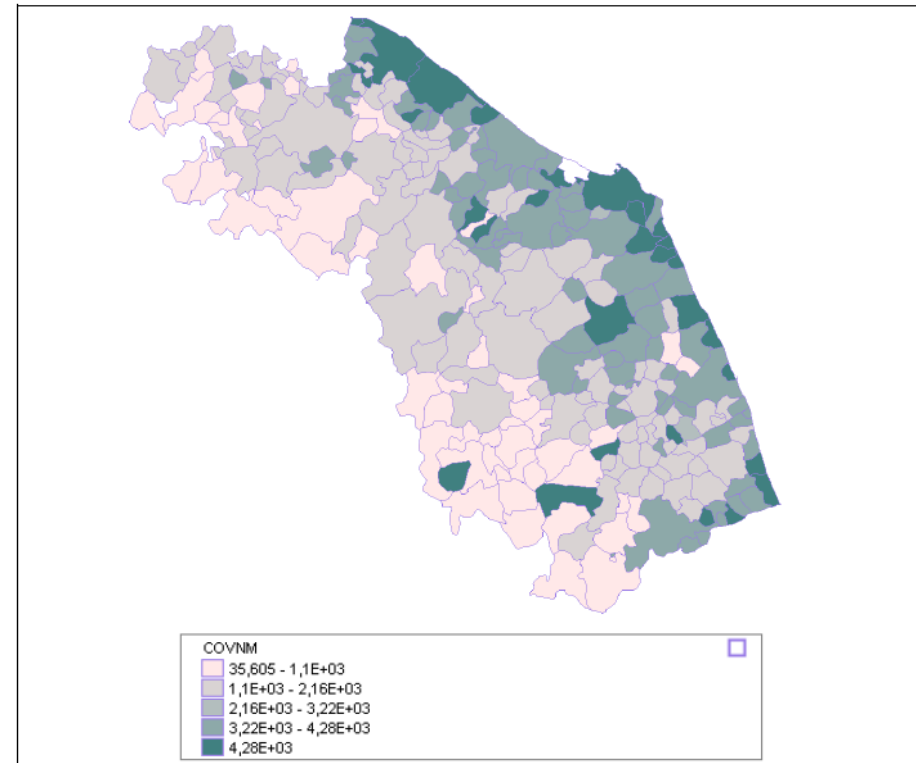 COVNM
35,605 - 1,1E+03
1,1E+03 - 2,16E+03
2,16E+03 - 3,22E+03
3,22E+03 - 4,28E+03
4,28E+03